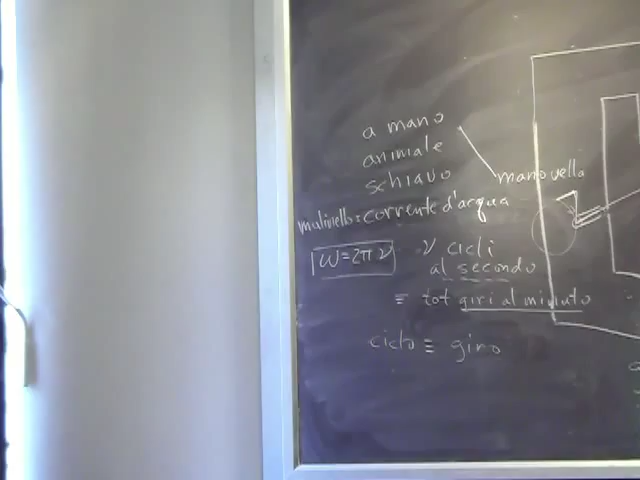 a mano
animale
schiavo
manovella
mulinello = corrente d'acqua
ω = 2π ν
ν cicli
al secondo
≡ tot giri al minuto
ciclo ≡ giro